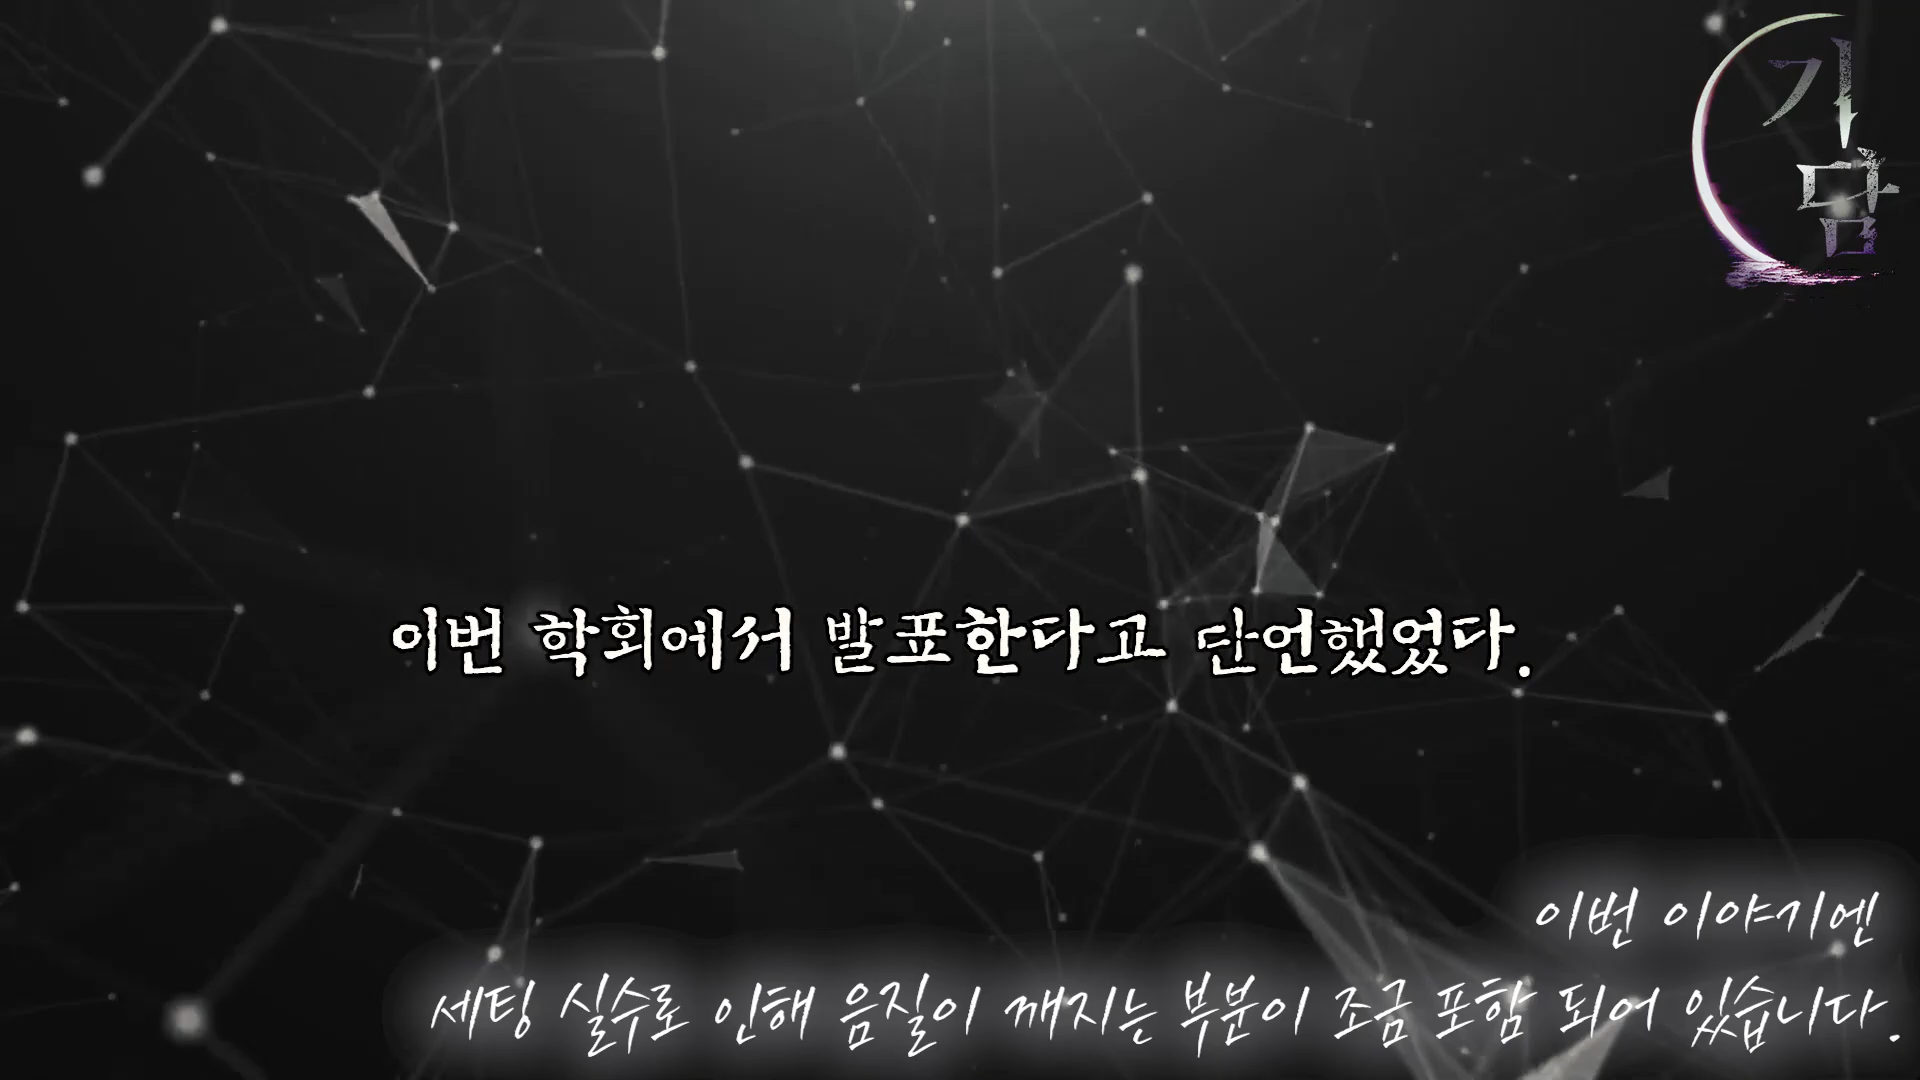 기담
이번 학회에서 발표한다고 단언했었다.
이번 이야기엔
세팅 실수로 인해 음질이 깨지는 부분이 조금 포함 되어 있습니다.